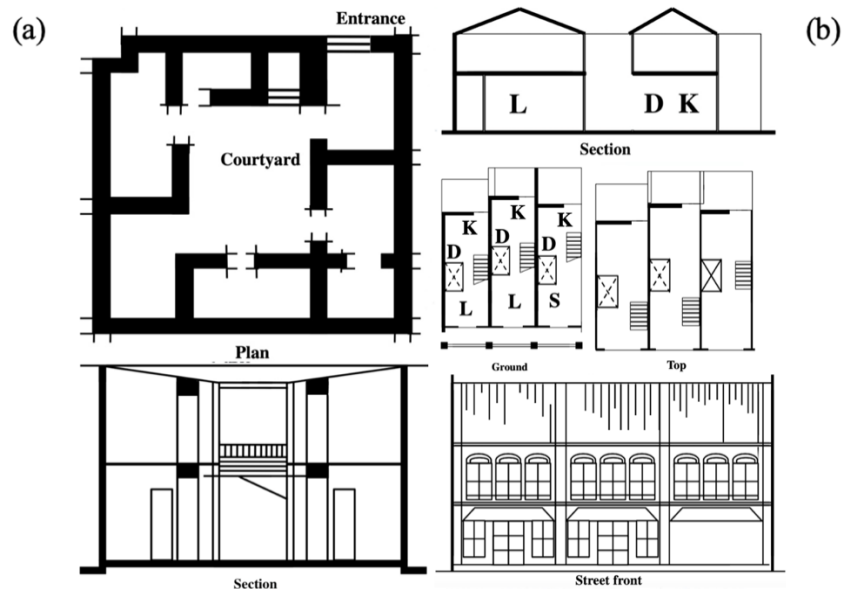 (a)
Entrance
Courtyard
Plan
Section
(b)
L D K
Section
K K K
D D D
L L S
Ground
Top
Street front